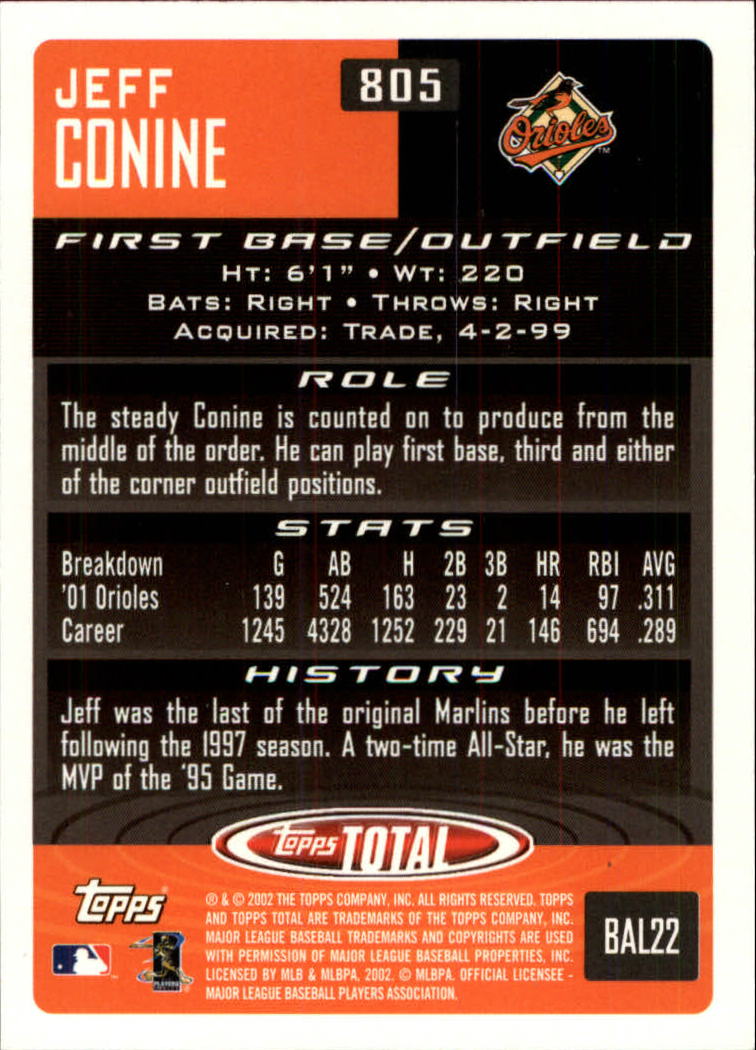 JEFF
CONINE
805
Orioles
TM
FIRST BASE/OUTFIELD
HT: 6'1" • WT: 220
BATS: RIGHT • THROWS: RIGHT
ACQUIRED: TRADE, 4-2-99
ROLE
The steady Conine is counted on to produce from the
middle of the order. He can play first base, third and either
of the corner outfield positions.
STATS
Breakdown G AB H 2B 3B HR RBI AVG
'01 Orioles 139 524 163 23 2 14 97 .311
Career 1245 4328 1252 229 21 146 694 .289
HISTORY
Jeff was the last of the original Marlins before he left
following the 1997 season. A two-time All-Star, he was the
MVP of the '95 Game.
Topps TOTAL
Topps
® & © 2002 THE TOPPS COMPANY, INC. ALL RIGHTS RESERVED. TOPPS
AND TOPPS TOTAL ARE TRADEMARKS OF THE TOPPS COMPANY, INC.
MAJOR LEAGUE BASEBALL TRADEMARKS AND COPYRIGHTS ARE USED
WITH PERMISSION OF MAJOR LEAGUE BASEBALL PROPERTIES, INC.
LICENSED BY MLB & MLBPA, 2002. © MLBPA. OFFICIAL LICENSEE -
MAJOR LEAGUE BASEBALL PLAYERS ASSOCIATION.
PLAYERS
BAL22